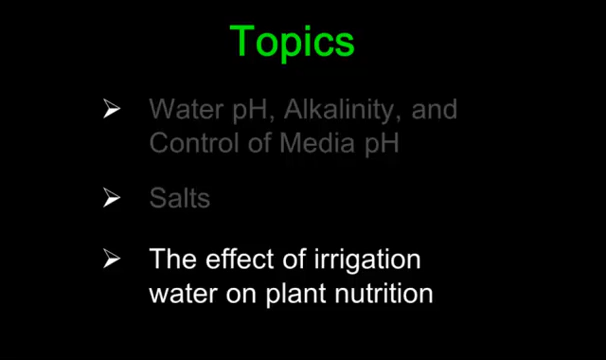 Topics
Water pH, Alkalinity, and
Control of Media pH
Salts
The effect of irrigation
water on plant nutrition